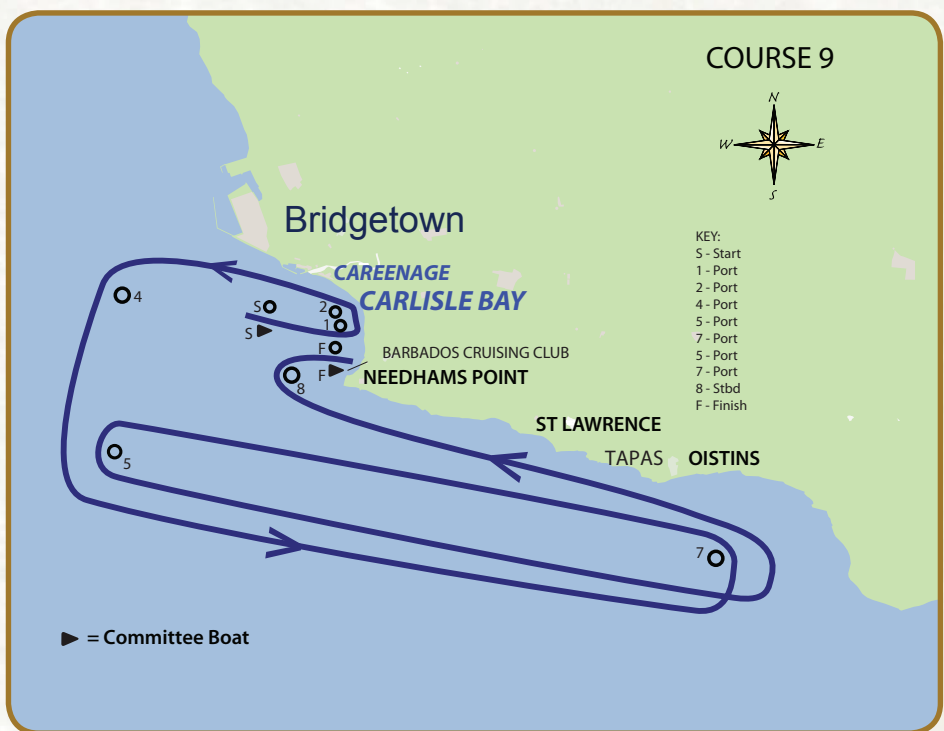 COURSE 9
N
W E
S
Bridgetown
KEY:
S - Start
1 - Port
2 - Port
4 - Port
5 - Port
7 - Port
5 - Port
7 - Port
8 - Stbd
F - Finish
CAREENAGE
CARLISLE BAY
4
S
2
S
1
F
BARBADOS CRUISING CLUB
F
NEEDHAMS POINT
8
ST LAWRENCE
TAPAS OISTINS
5
7
= Committee Boat